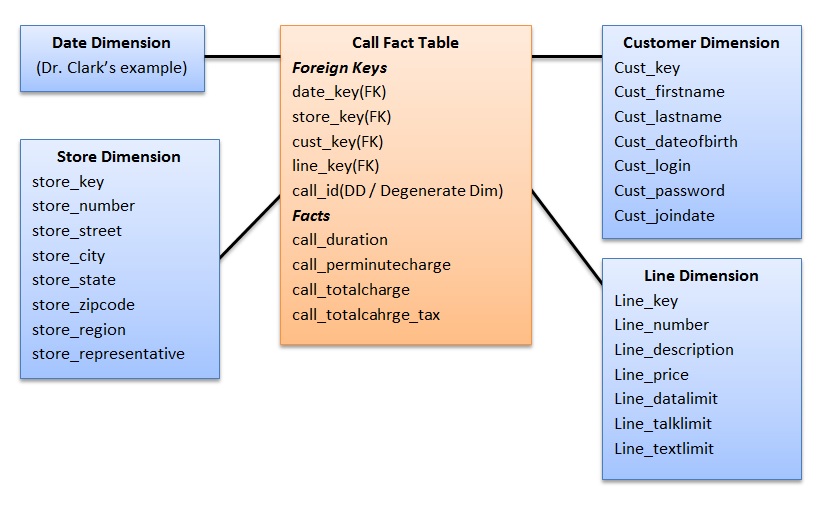 Date Dimension
(Dr. Clark's example)
Store Dimension
store_key
store_number
store_street
store_city
store_state
store_zipcode
store_region
store_representative
Call Fact Table
Foreign Keys
date_key(FK)
store_key(FK)
cust_key(FK)
line_key(FK)
call_id(DD / Degenerate Dim)
Facts
call_duration
call_perminutecharge
call_totalcharge
call_totalcahrge_tax
Customer Dimension
Cust_key
Cust_firstname
Cust_lastname
Cust_dateofbirth
Cust_login
Cust_password
Cust_joindate
Line Dimension
Line_key
Line_number
Line_description
Line_price
Line_datalimit
Line_talklimit
Line_textlimit